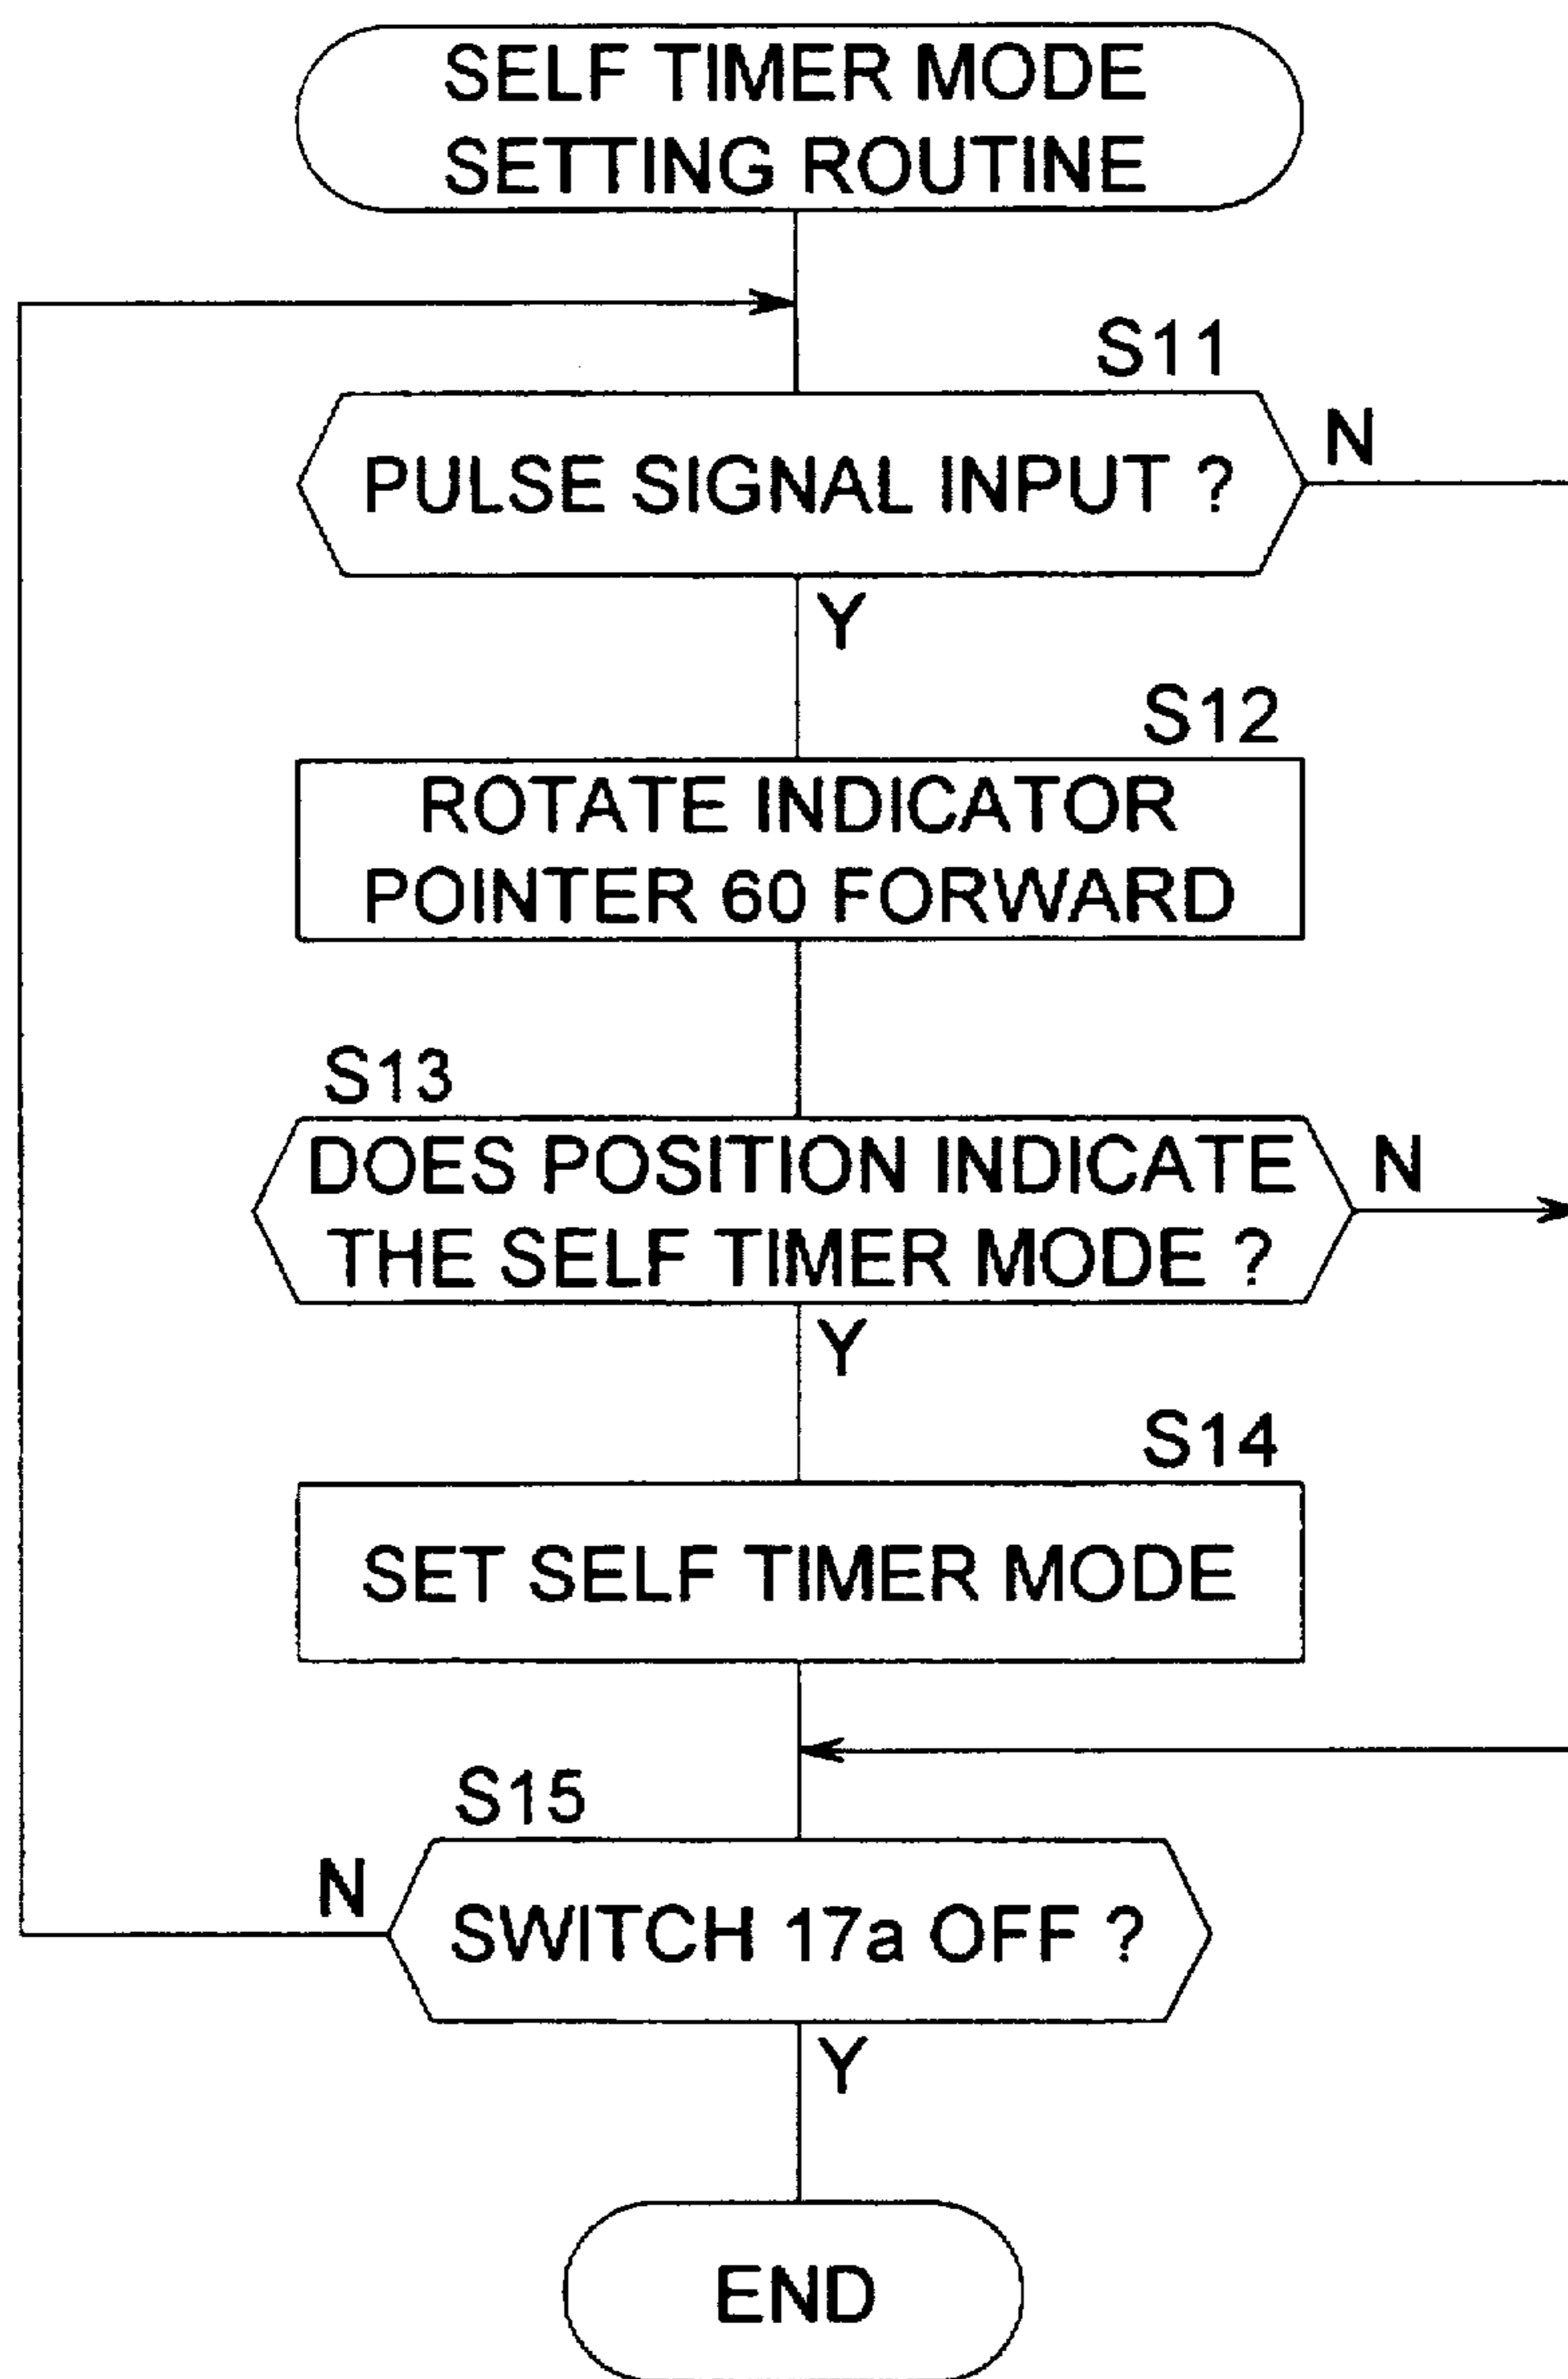 SELF TIMER MODE
SETTING ROUTINE
S11
PULSE SIGNAL INPUT ?
N
Y
S12
ROTATE INDICATOR
POINTER 60 FORWARD
S13
DOES POSITION INDICATE
THE SELF TIMER MODE ?
N
Y
S14
SET SELF TIMER MODE
S15
N
SWITCH 17a OFF ?
Y
END